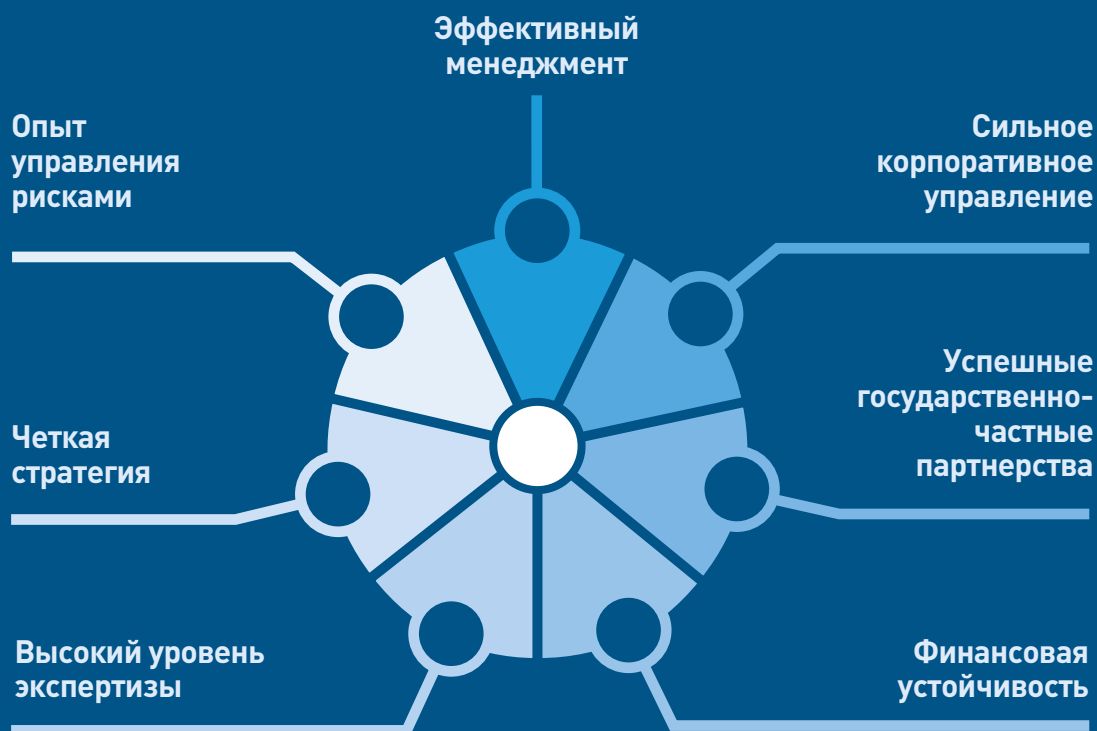 Эффективный
менеджмент
Опыт
управления
рисками
Сильное
корпоративное
управление
Успешные
государственно-
частные
партнерства
Четкая
стратегия
Высокий уровень
экспертизы
Финансовая
устойчивость